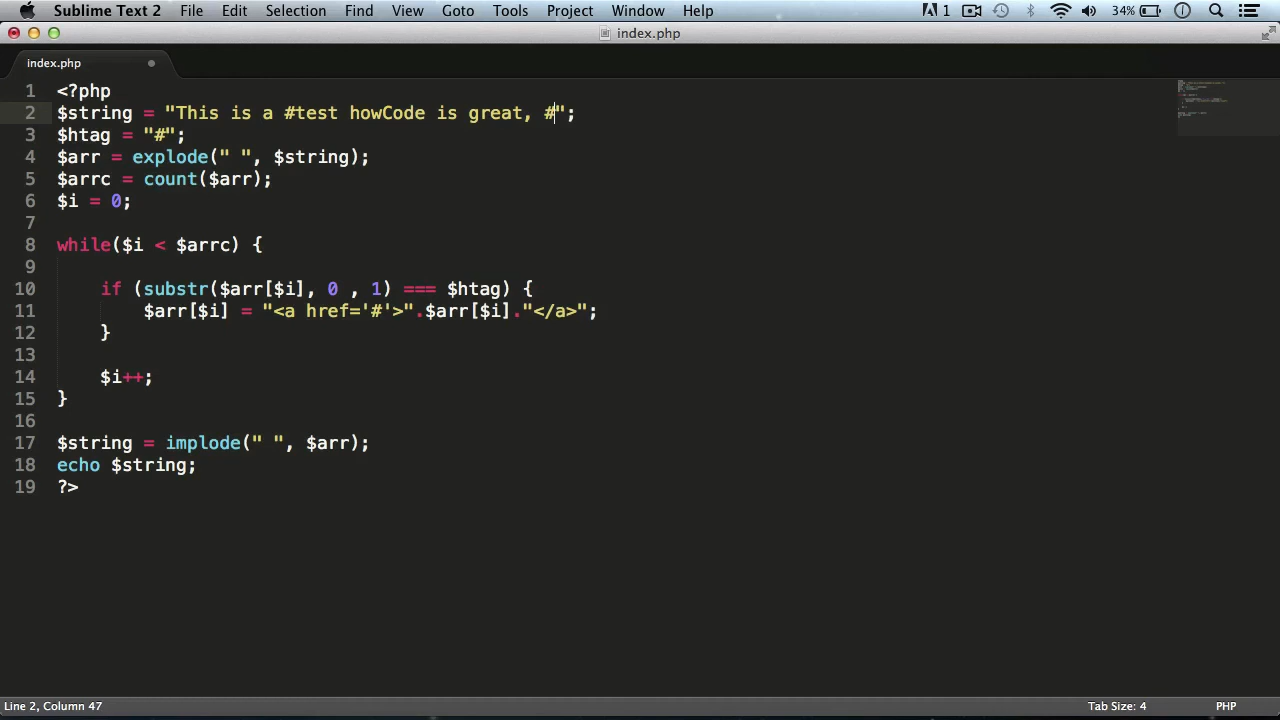 Sublime Text 2 File Edit Selection Find View Goto Tools Project Window Help 1 34%
index.php
index.php
1 <?php
2 $string = "This is a #test howCode is great, #";
3 $htag = "#";
4 $arr = explode(" ", $string);
5 $arrc = count($arr);
6 $i = 0;
7
8 while($i < $arrc) {
9
10 if (substr($arr[$i], 0 , 1) === $htag) {
11 $arr[$i] = "<a href='#'>".$arr[$i]."</a>";
12 }
13
14 $i++;
15 }
16
17 $string = implode(" ", $arr);
18 echo $string;
19 ?>
Line 2, Column 47 Tab Size: 4 PHP